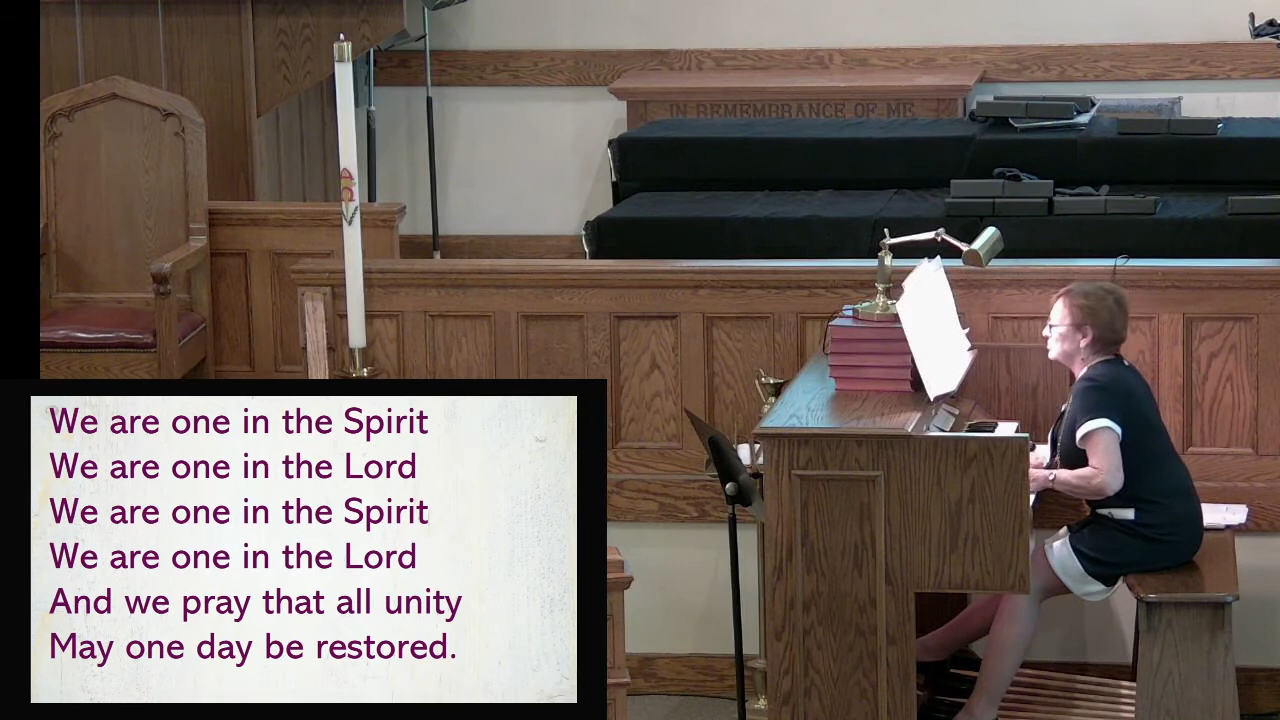 IN REMEMBRANCE OF ME
We are one in the Spirit
We are one in the Lord
We are one in the Spirit
We are one in the Lord
And we pray that all unity
May one day be restored.